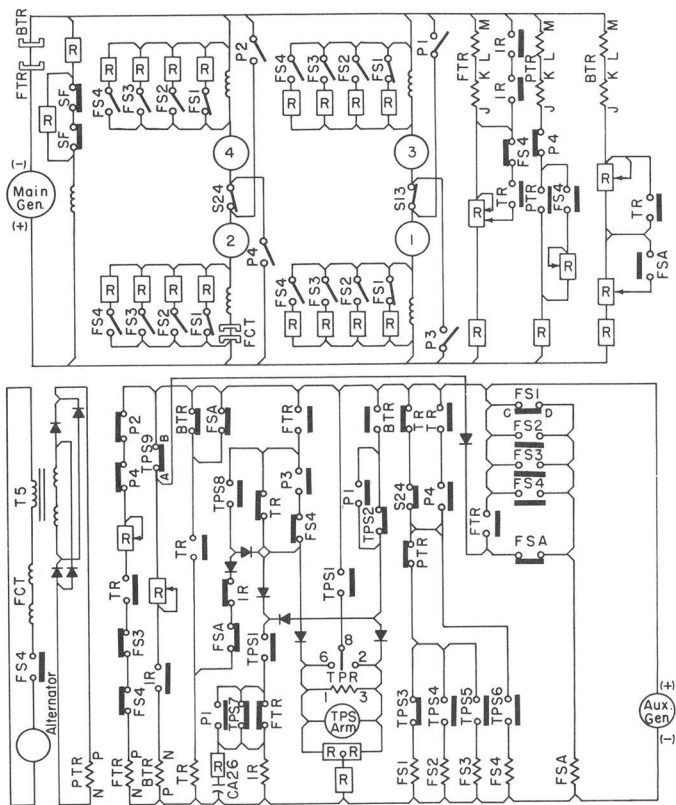 BTR
FTR
R
SF
R
SF
(-)
Main
Gen.
(+)
FS4
FS3
FS2
FS1
R
R
R
R
P2
4
S24
2
P4
R
R
R
R
FS4
FS3
FS2
FS1
FCT
FS4
FS3
FS2
FS1
R
R
R
R
P1
3
S13
1
R
R
R
R
FS4
FS3
FS2
FS1
P3
M
L
FTR
K
J
IR
IR
FS4
TR
R
R
M
L
PTR
K
J
P4
PTR
FS4
R
R
M
L
BTR
K
J
R
TR
FSA
R
R
T5
FCT
FS4
Alternator
PTR
N
P
P2
P4
R
TR
FS3
FS4
FTR
N
P
TPS9
A
B
R
IR
BTR
P
N
BTR
FSA
TR
TR
TPS8
TR
IR
FSA
TPS1
P1
TPS7
FTR
R
CA26
IR
FTR
P3
FS4
TPS1
8
6
2
TPR
1
3
TPS
Arm
R
R
R
BTR
P1
TPS2
TR
TR
S24
P4
PTR
TPS3
TPS4
TPS5
TPS6
FS1
FS2
FS3
FS4
FS1
C
D
FS2
FS3
FS4
FTR
FSA
FSA
(+)
Aux.
Gen.
(-)